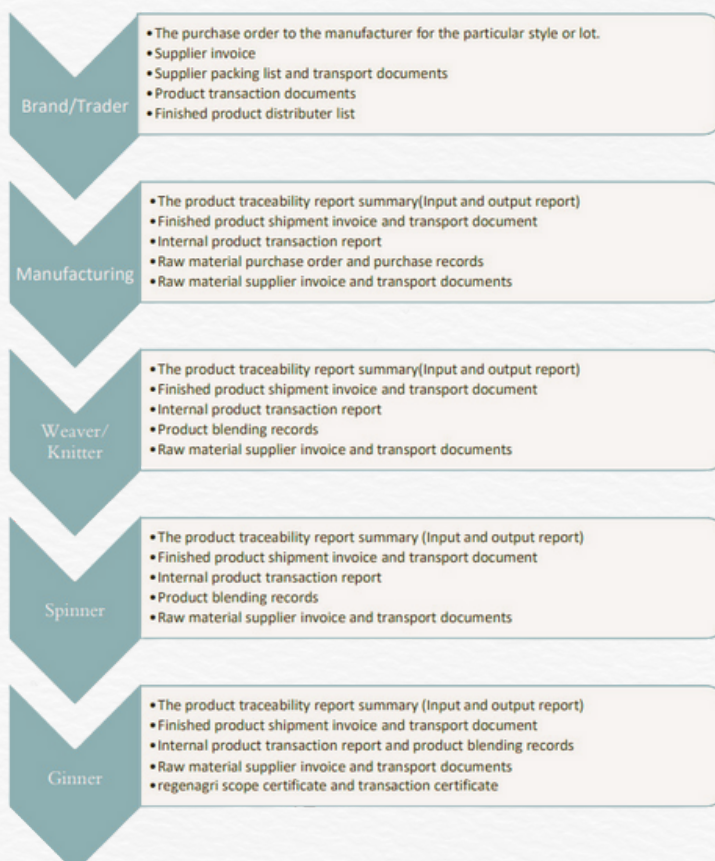 Brand/Trader
•The purchase order to the manufacturer for the particular style or lot.
•Supplier invoice
•Supplier packing list and transport documents
•Product transaction documents
•Finished product distributer list
Manufacturing
•The product traceability report summary(Input and output report)
•Finished product shipment invoice and transport document
•Internal product transaction report
•Raw material purchase order and purchase records
•Raw material supplier invoice and transport documents
Weaver/
Knitter
•The product traceability report summary(Input and output report)
•Finished product shipment invoice and transport document
•Internal product transaction report
•Product blending records
•Raw material supplier invoice and transport documents
Spinner
•The product traceability report summary (Input and output report)
•Finished product shipment invoice and transport document
•Internal product transaction report
•Product blending records
•Raw material supplier invoice and transport documents
Ginner
•The product traceability report summary (Input and output report)
•Finished product shipment invoice and transport document
•Internal product transaction report and product blending records
•Raw material supplier invoice and transport documents
•regenagri scope certificate and transaction certificate